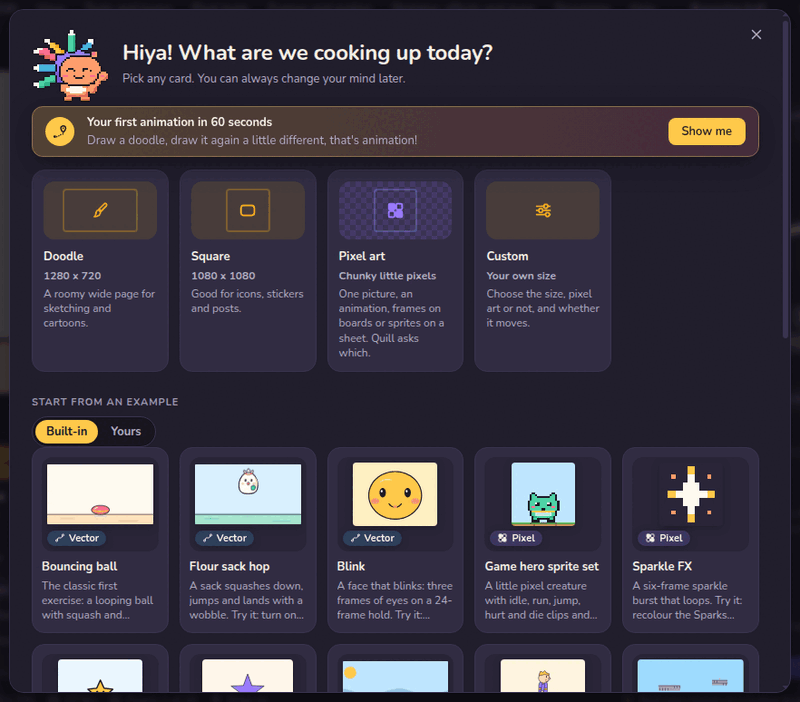 Hiya! What are we cooking up today?
Pick any card. You can always change your mind later.
Your first animation in 60 seconds
Draw a doodle, draw it again a little different, that's animation!
Show me
Doodle
1280 x 720
A roomy wide page for
sketching and
cartoons.
Square
1080 x 1080
Good for icons, stickers
and posts.
Pixel art
Chunky little pixels
One picture, an
animation, frames on
boards or sprites on a
sheet. Quill asks
which.
Custom
Your own size
Choose the size, pixel
art or not, and whether
it moves.
START FROM AN EXAMPLE
Built-in
Yours
Vector
Bouncing ball
The classic first
exercise: a looping ball
with squash and...
Vector
Flour sack hop
A sack squashes down,
jumps and lands with a
wobble. Try it: turn on...
Vector
Blink
A face that blinks: three
frames of eyes on a 24-
frame hold. Try it:...
Pixel
Game hero sprite set
A little pixel creature
with idle, run, jump,
hurt and die clips and...
Pixel
Sparkle FX
A six-frame sparkle
burst that loops. Try it:
recolour the Sparks...